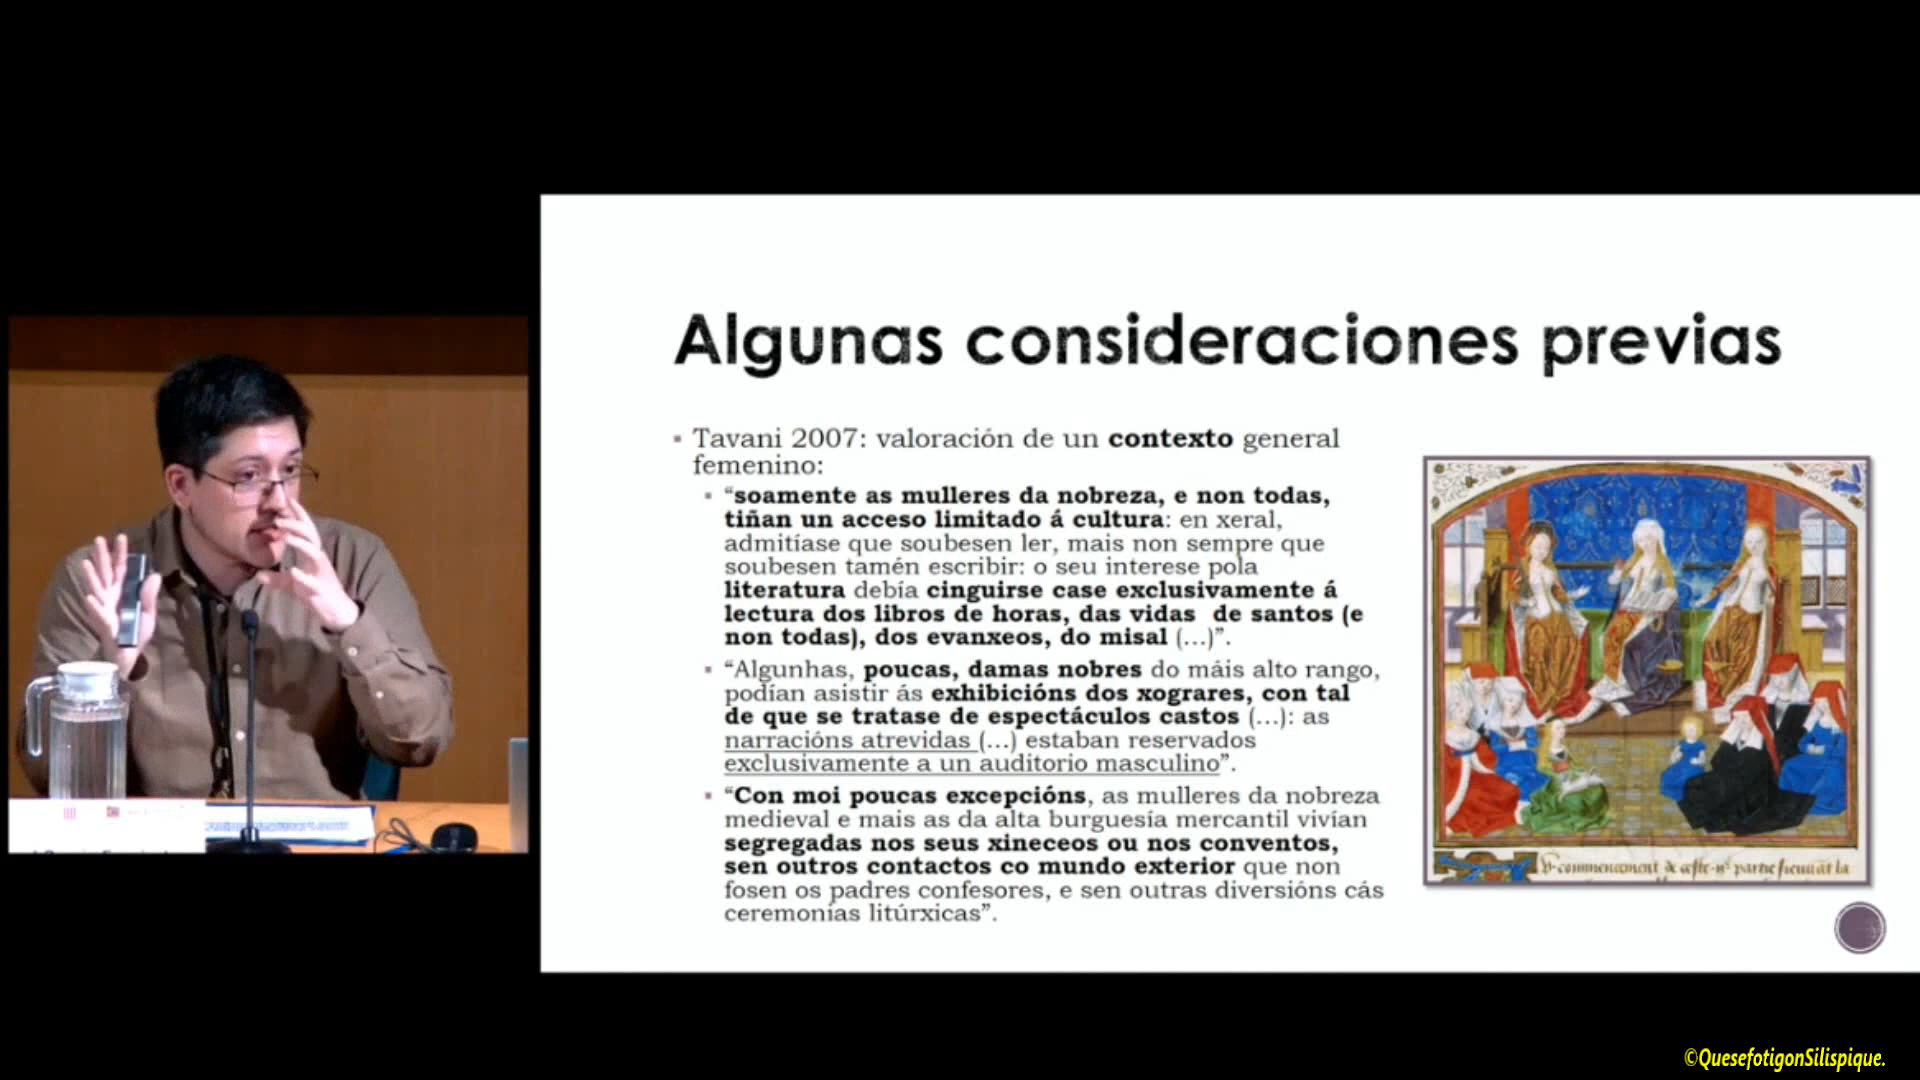 Algunas consideraciones previas
▪ Tavani 2007: valoración de un contexto general
femenino:
▪ “soamente as mulleres da nobreza, e non todas,
tiñan un acceso limitado á cultura: en xeral,
admitíase que soubesen ler, mais non sempre que
soubesen tamén escribir: o seu interese pola
literatura debía cinguirse case exclusivamente á
lectura dos libros de horas, das vidas de santos (e
non todas), dos evanxeos, do misal (...)”.
▪ “Algunhas, poucas, damas nobres do máis alto rango,
podían asistir ás exhibicións dos xograres, con tal
de que se tratase de espectáculos castos (...): as
narracións atrevidas (...) estaban reservados
exclusivamente a un auditorio masculino”.
▪ “Con moi poucas excepcións, as mulleres da nobreza
medieval e mais as da alta burguesía mercantil vivían
segregadas nos seus xineceos ou nos conventos,
sen outros contactos co mundo exterior que non
fosen os padres confesores, e sen outras diversións cás
ceremonias litúrxicas”.
©QuesefotigonSilispique.